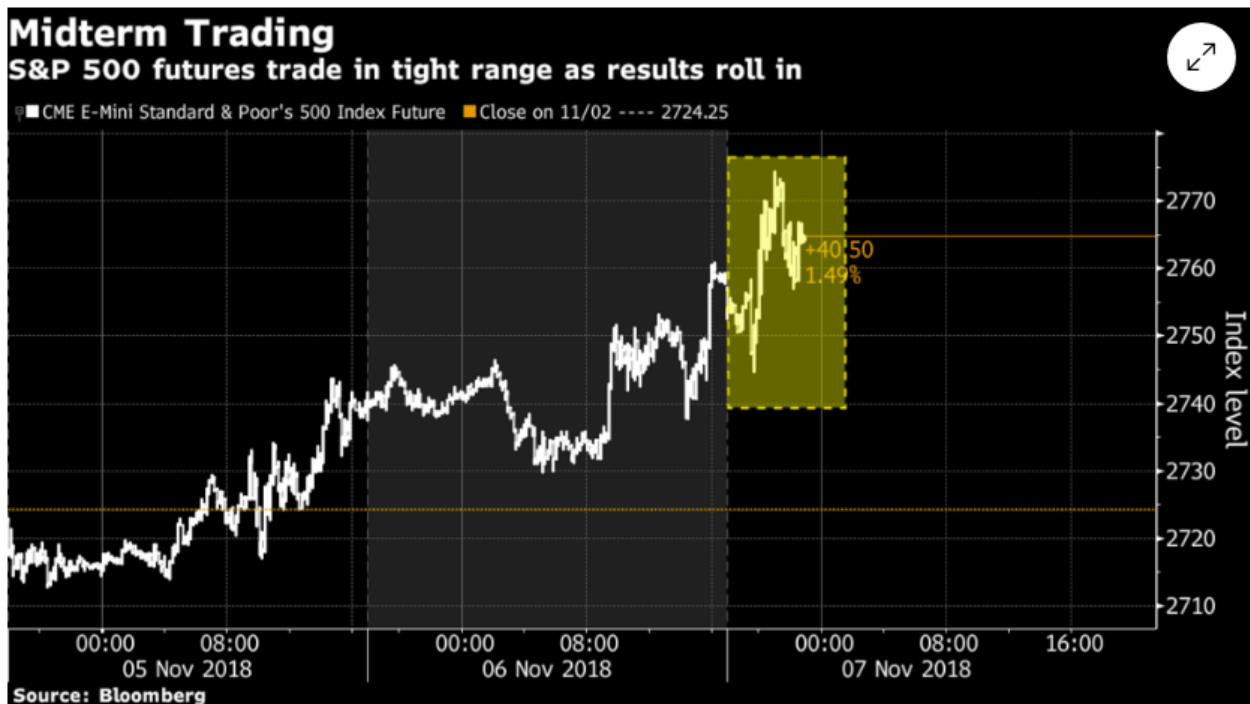 Midterm Trading
S&P 500 futures trade in tight range as results roll in
CME E-Mini Standard & Poor's 500 Index Future Close on 11/02 ---- 2724.25
2770
+40.50
2760
1.49%
2750
2740
2730
2720
2710
Index level
00:00 08:00 00:00 08:00 00:00 08:00 16:00
05 Nov 2018 06 Nov 2018 07 Nov 2018
Source: Bloomberg